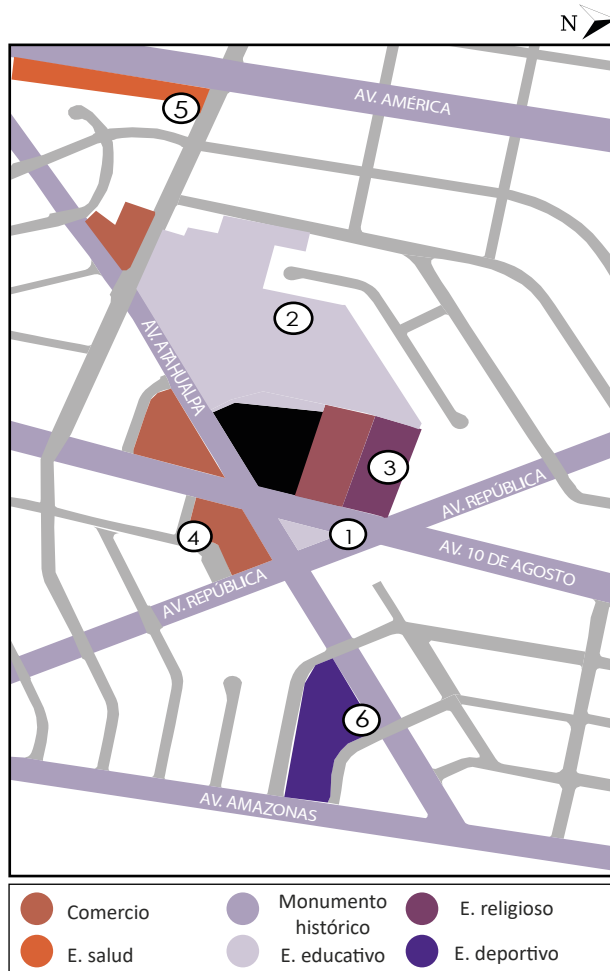 N
AV. AMÉRICA
5
2
AV. ATAHUALPA
3
AV. REPÚBLICA
1
4
AV. 10 DE AGOSTO
AV. REPÚBLICA
6
AV. AMAZONAS
Comercio
Monumento
histórico
E. religioso
E. salud
E. educativo
E. deportivo